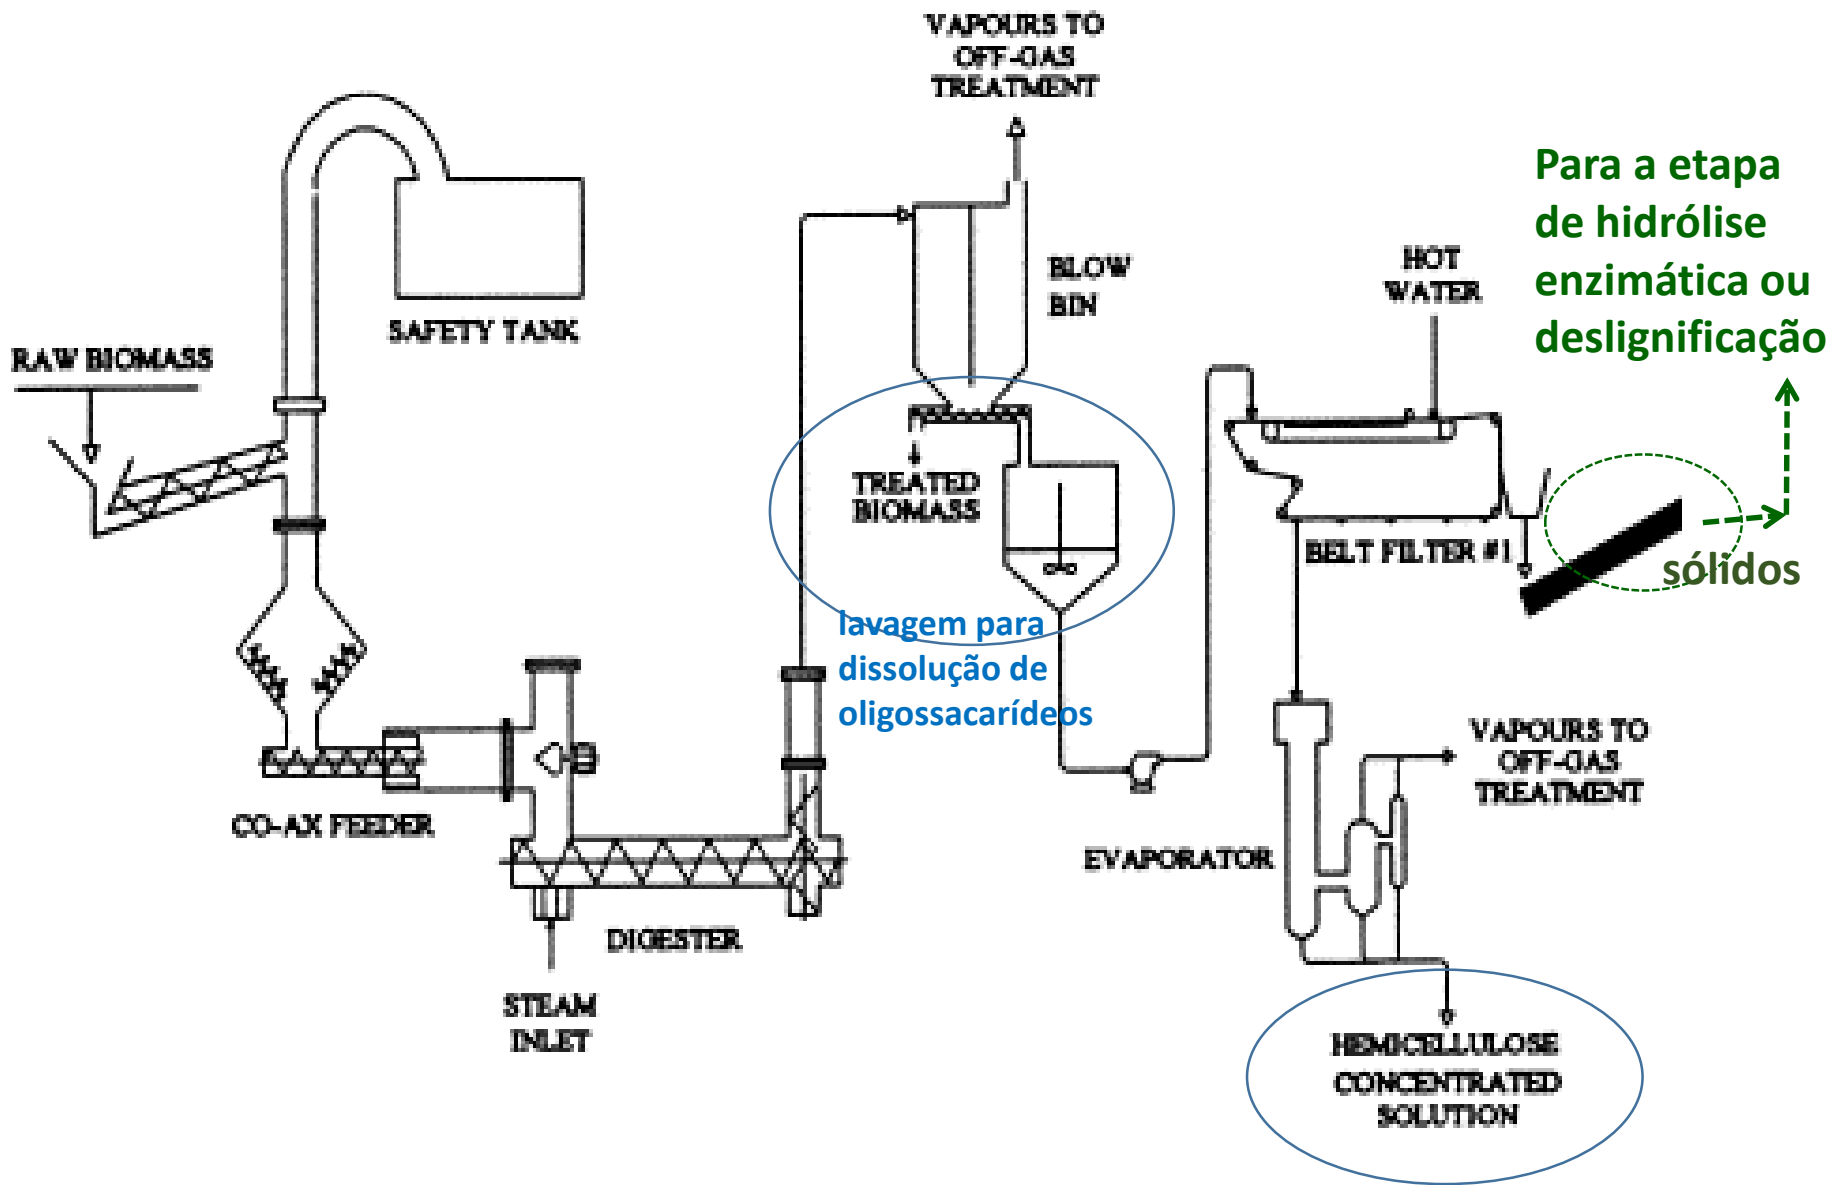 VAPOURS TO
OFF-GAS
TREATMENT
SAFETY TANK
RAW BIOMASS
BLOW
BIN
HOT
WATER
Para a etapa
de hidrólise
enzimática ou
deslignificação
TREATED
BIOMASS
BELT FILTER #1
sólidos
lavagem para
dissolução de
oligossacarídeos
CO-AX FEEDER
VAPOURS TO
OFF-GAS
TREATMENT
EVAPORATOR
DIGESTER
STEAM
INLET
HEMICELLULOSE
CONCENTRATED
SOLUTION